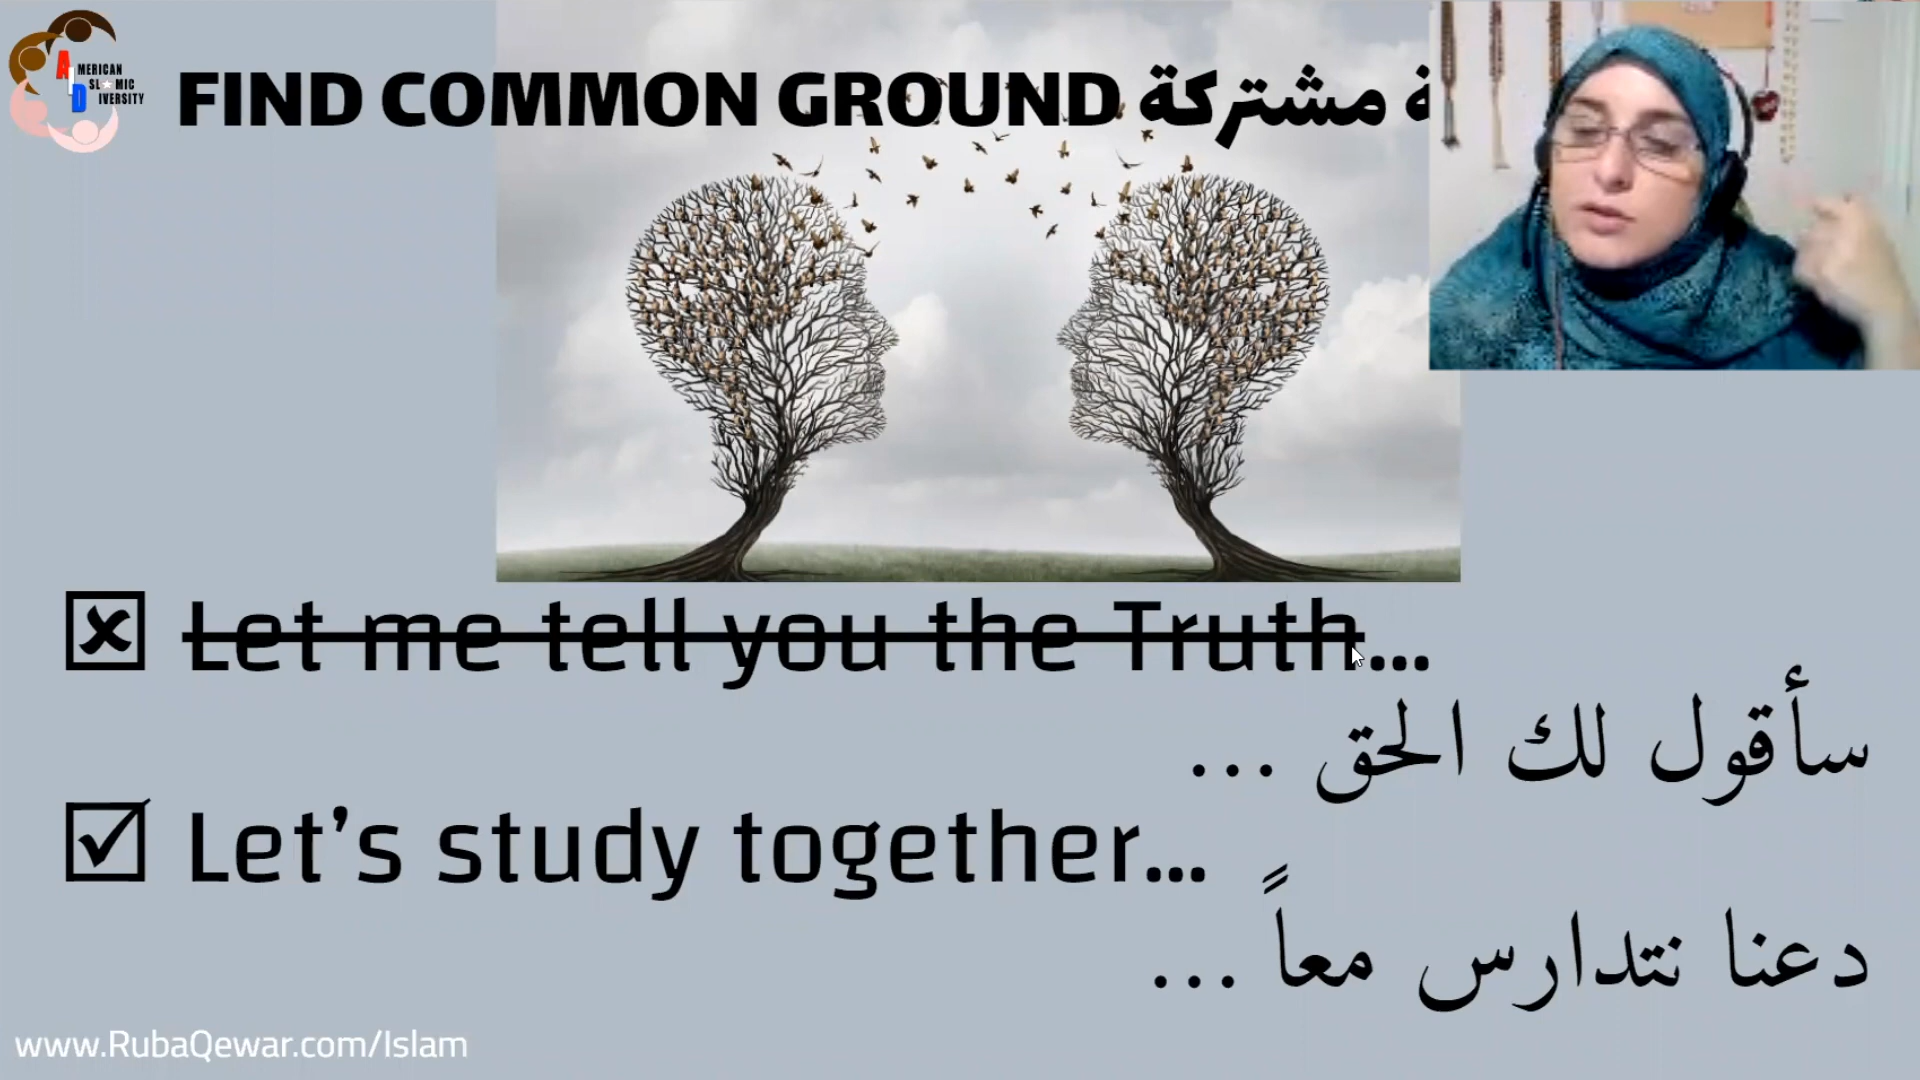 AMERICAN
ISLAMIC
DIVERSITY
FIND COMMON GROUND مشتركة
Let me tell you the Truth...
سأقول لك الحق ...
Let's study together...
دعنا نتدارس معاً ...
www.RubaQewar.com/Islam